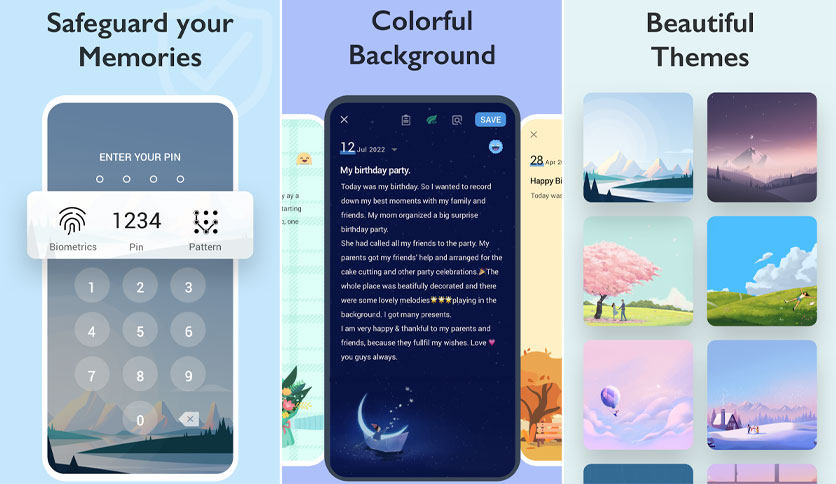 Safeguard your
Memories
ENTER YOUR PIN
Biometrics
1234
Pin
Pattern
1 2 3
4 5 6
7 8 9
0
Colorful
Background
SAVE
12 Jul 2022
My birthday party.
Today was my birthday. So I wanted to record
down my best moments with my family and
friends. My mom organized a big surprise
birthday party.
She had called all my friends to the party. My
parents got my friends' help and arranged for the
cake cutting and other party celebrations.🎉The
whole place was beatifully decorated and there
were some lovely melodies🌟🌟🌟playing in the
background. I got many presents.
I am very happy & thankful to my parents and
friends, because they fullfil my wishes. Love 💗
you guys always.
ay a
tarting
, one
28 Apr 2
Happy Bi
Today was
Beautiful
Themes